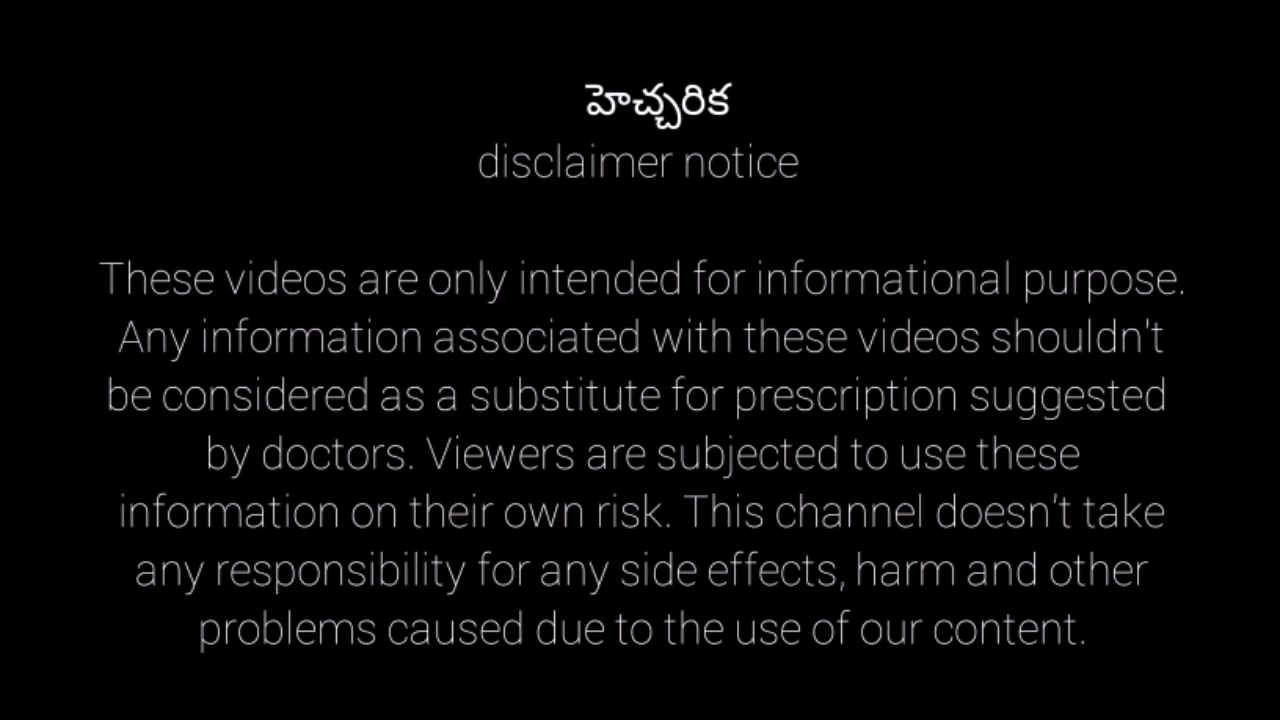 హెచ్చరిక
disclaimer notice
These videos are only intended for informational purpose.
Any information associated with these videos shouldn't
be considered as a substitute for prescription suggested
by doctors. Viewers are subjected to use these
information on their own risk. This channel doesn't take
any responsibility for any side effects, harm and other
problems caused due to the use of our content.